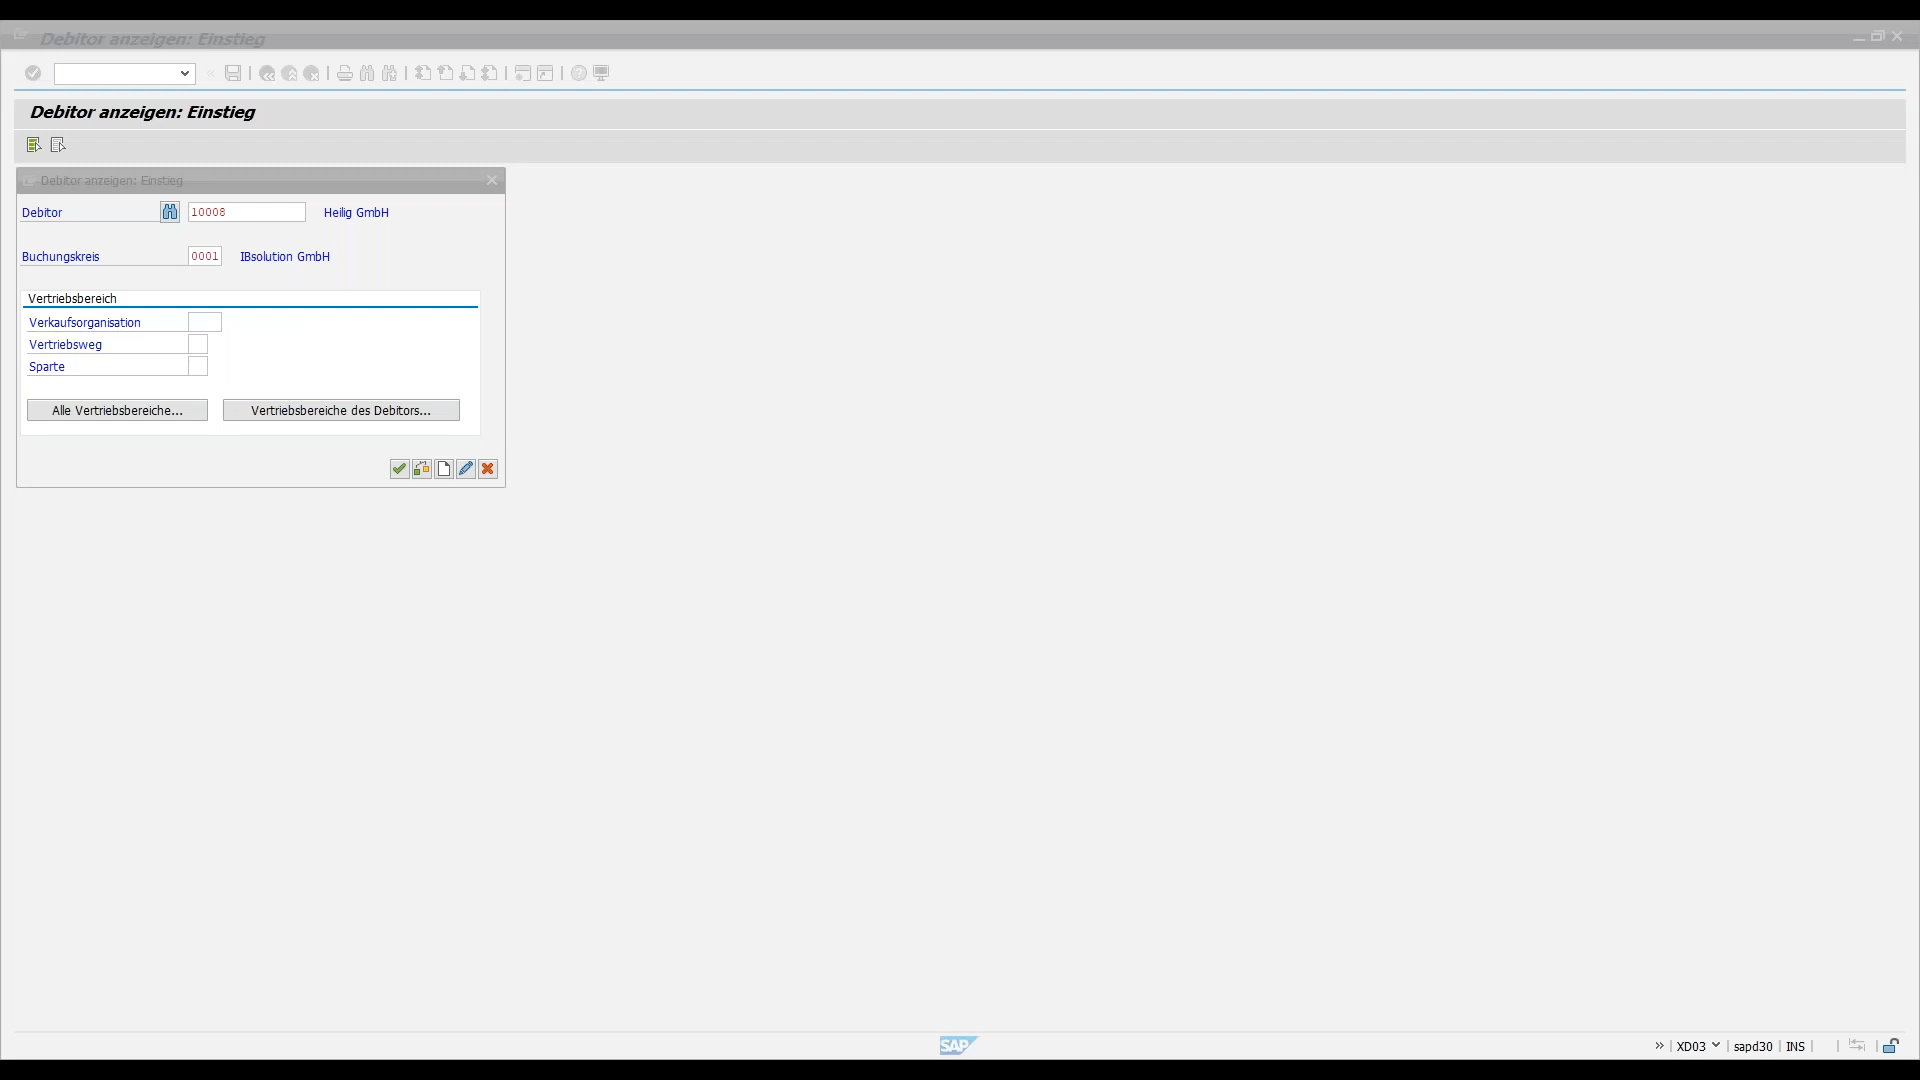 Debitor anzeigen: Einstieg
Debitor anzeigen: Einstieg
Debitor anzeigen: Einstieg
Debitor 10008 Heilig GmbH
Buchungskreis 0001 IBsolution GmbH
Vertriebsbereich
Verkaufsorganisation
Vertriebsweg
Sparte
Alle Vertriebsbereiche... Vertriebsbereiche des Debitors...
SAP » XD03 sapd30 INS